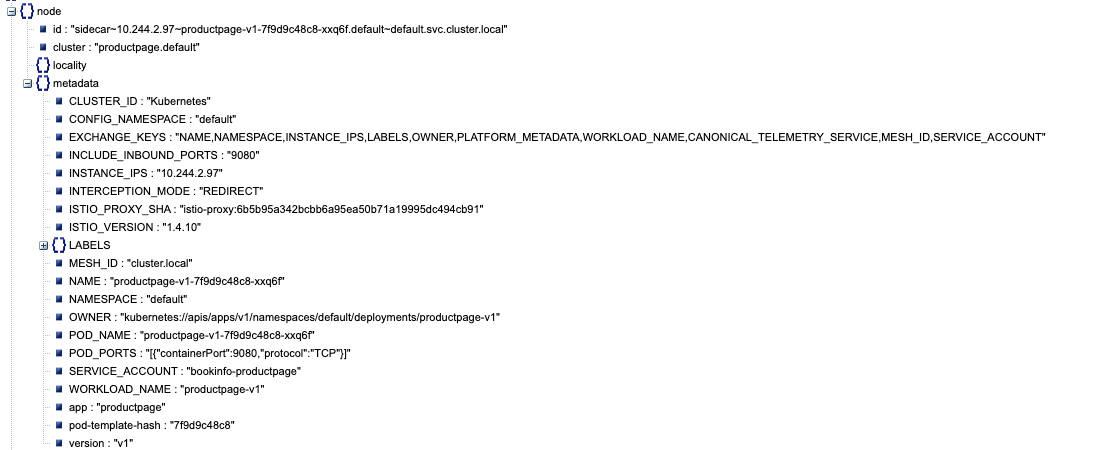 node
id : "sidecar~10.244.2.97~productpage-v1-7f9d9c48c8-xxq6f.default~default.svc.cluster.local"
cluster : "productpage.default"
locality
metadata
CLUSTER_ID : "Kubernetes"
CONFIG_NAMESPACE : "default"
EXCHANGE_KEYS : "NAME,NAMESPACE,INSTANCE_IPS,LABELS,OWNER,PLATFORM_METADATA,WORKLOAD_NAME,CANONICAL_TELEMETRY_SERVICE,MESH_ID,SERVICE_ACCOUNT"
INCLUDE_INBOUND_PORTS : "9080"
INSTANCE_IPS : "10.244.2.97"
INTERCEPTION_MODE : "REDIRECT"
ISTIO_PROXY_SHA : "istio-proxy:6b5b95a342bcbb6a95ea50b71a19995dc494cb91"
ISTIO_VERSION : "1.4.10"
LABELS
MESH_ID : "cluster.local"
NAME : "productpage-v1-7f9d9c48c8-xxq6f"
NAMESPACE : "default"
OWNER : "kubernetes://apis/apps/v1/namespaces/default/deployments/productpage-v1"
POD_NAME : "productpage-v1-7f9d9c48c8-xxq6f"
POD_PORTS : "[{"containerPort":9080,"protocol":"TCP"}]"
SERVICE_ACCOUNT : "bookinfo-productpage"
WORKLOAD_NAME : "productpage-v1"
app : "productpage"
pod-template-hash : "7f9d9c48c8"
version : "v1"